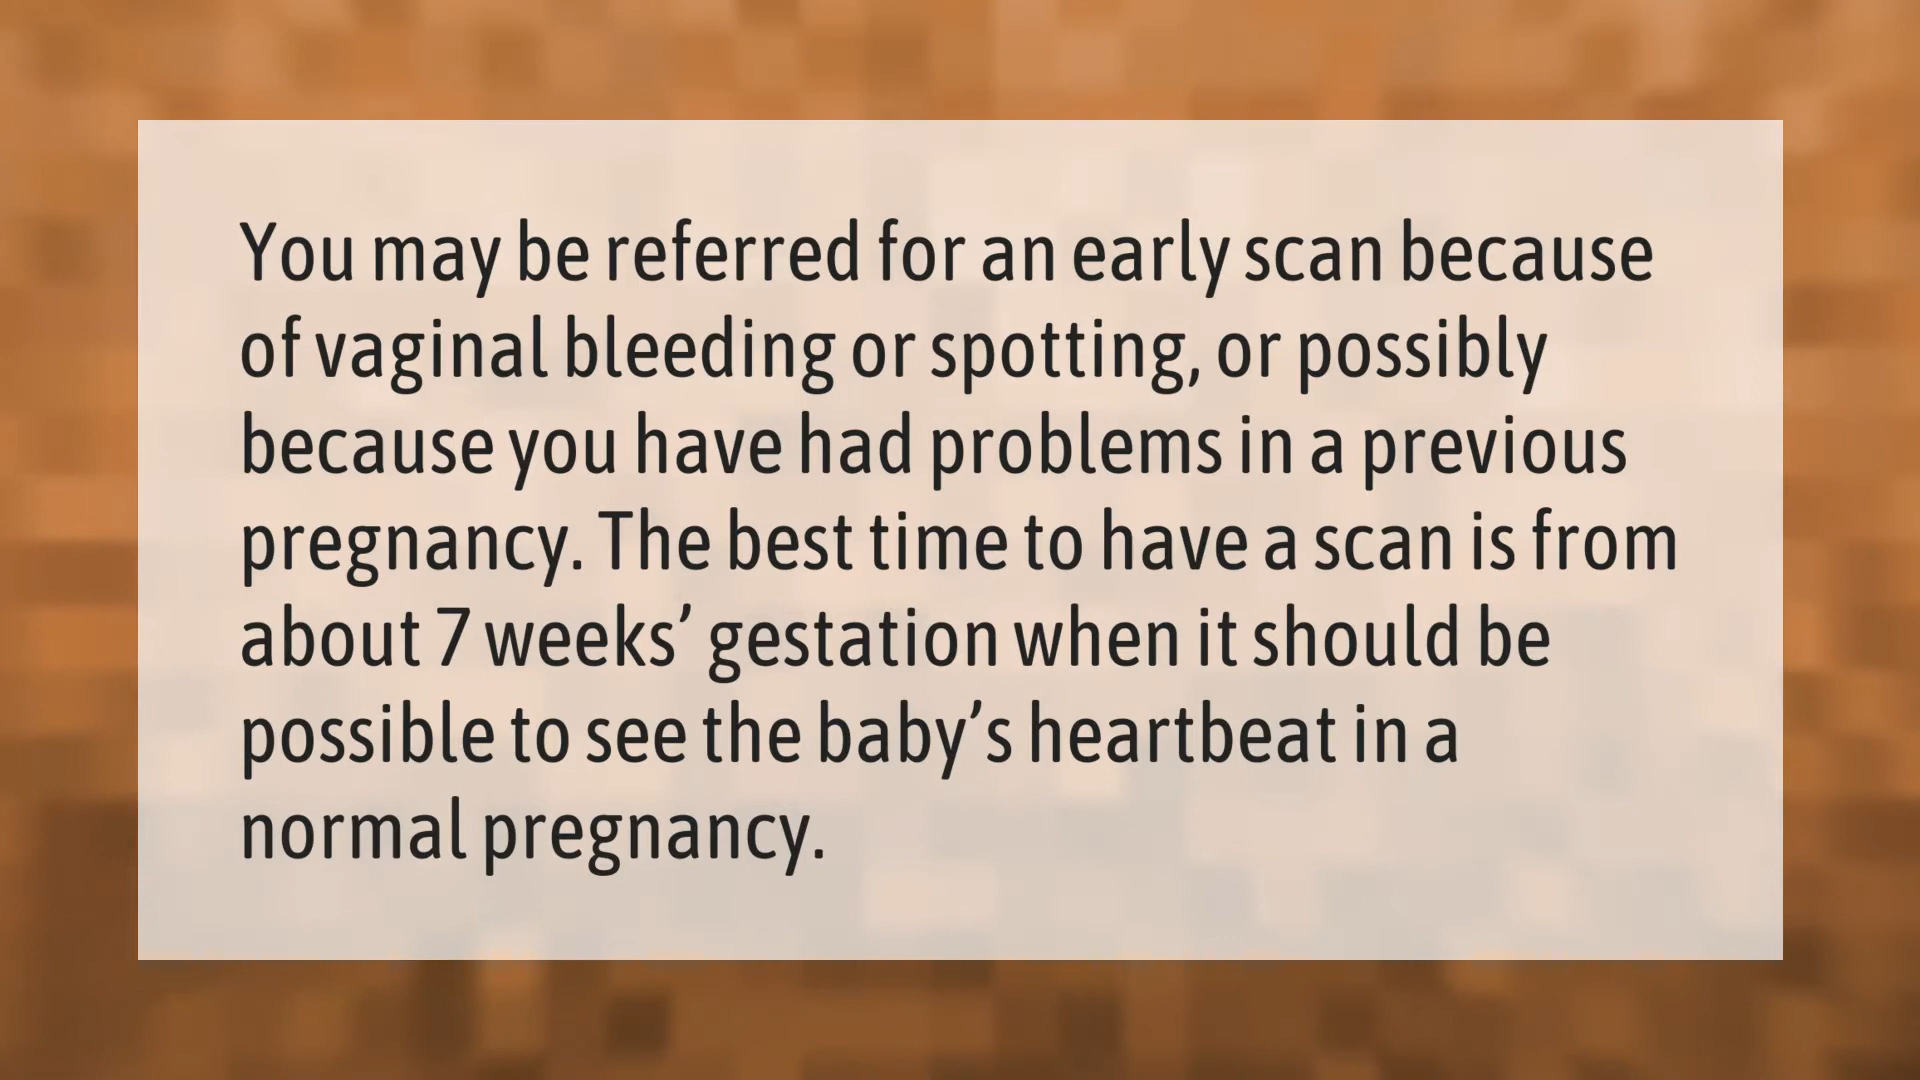 You may be referred for an early scan because
of vaginal bleeding or spotting, or possibly
because you have had problems in a previous
pregnancy. The best time to have a scan is from
about 7 weeks’ gestation when it should be
possible to see the baby’s heartbeat in a
normal pregnancy.